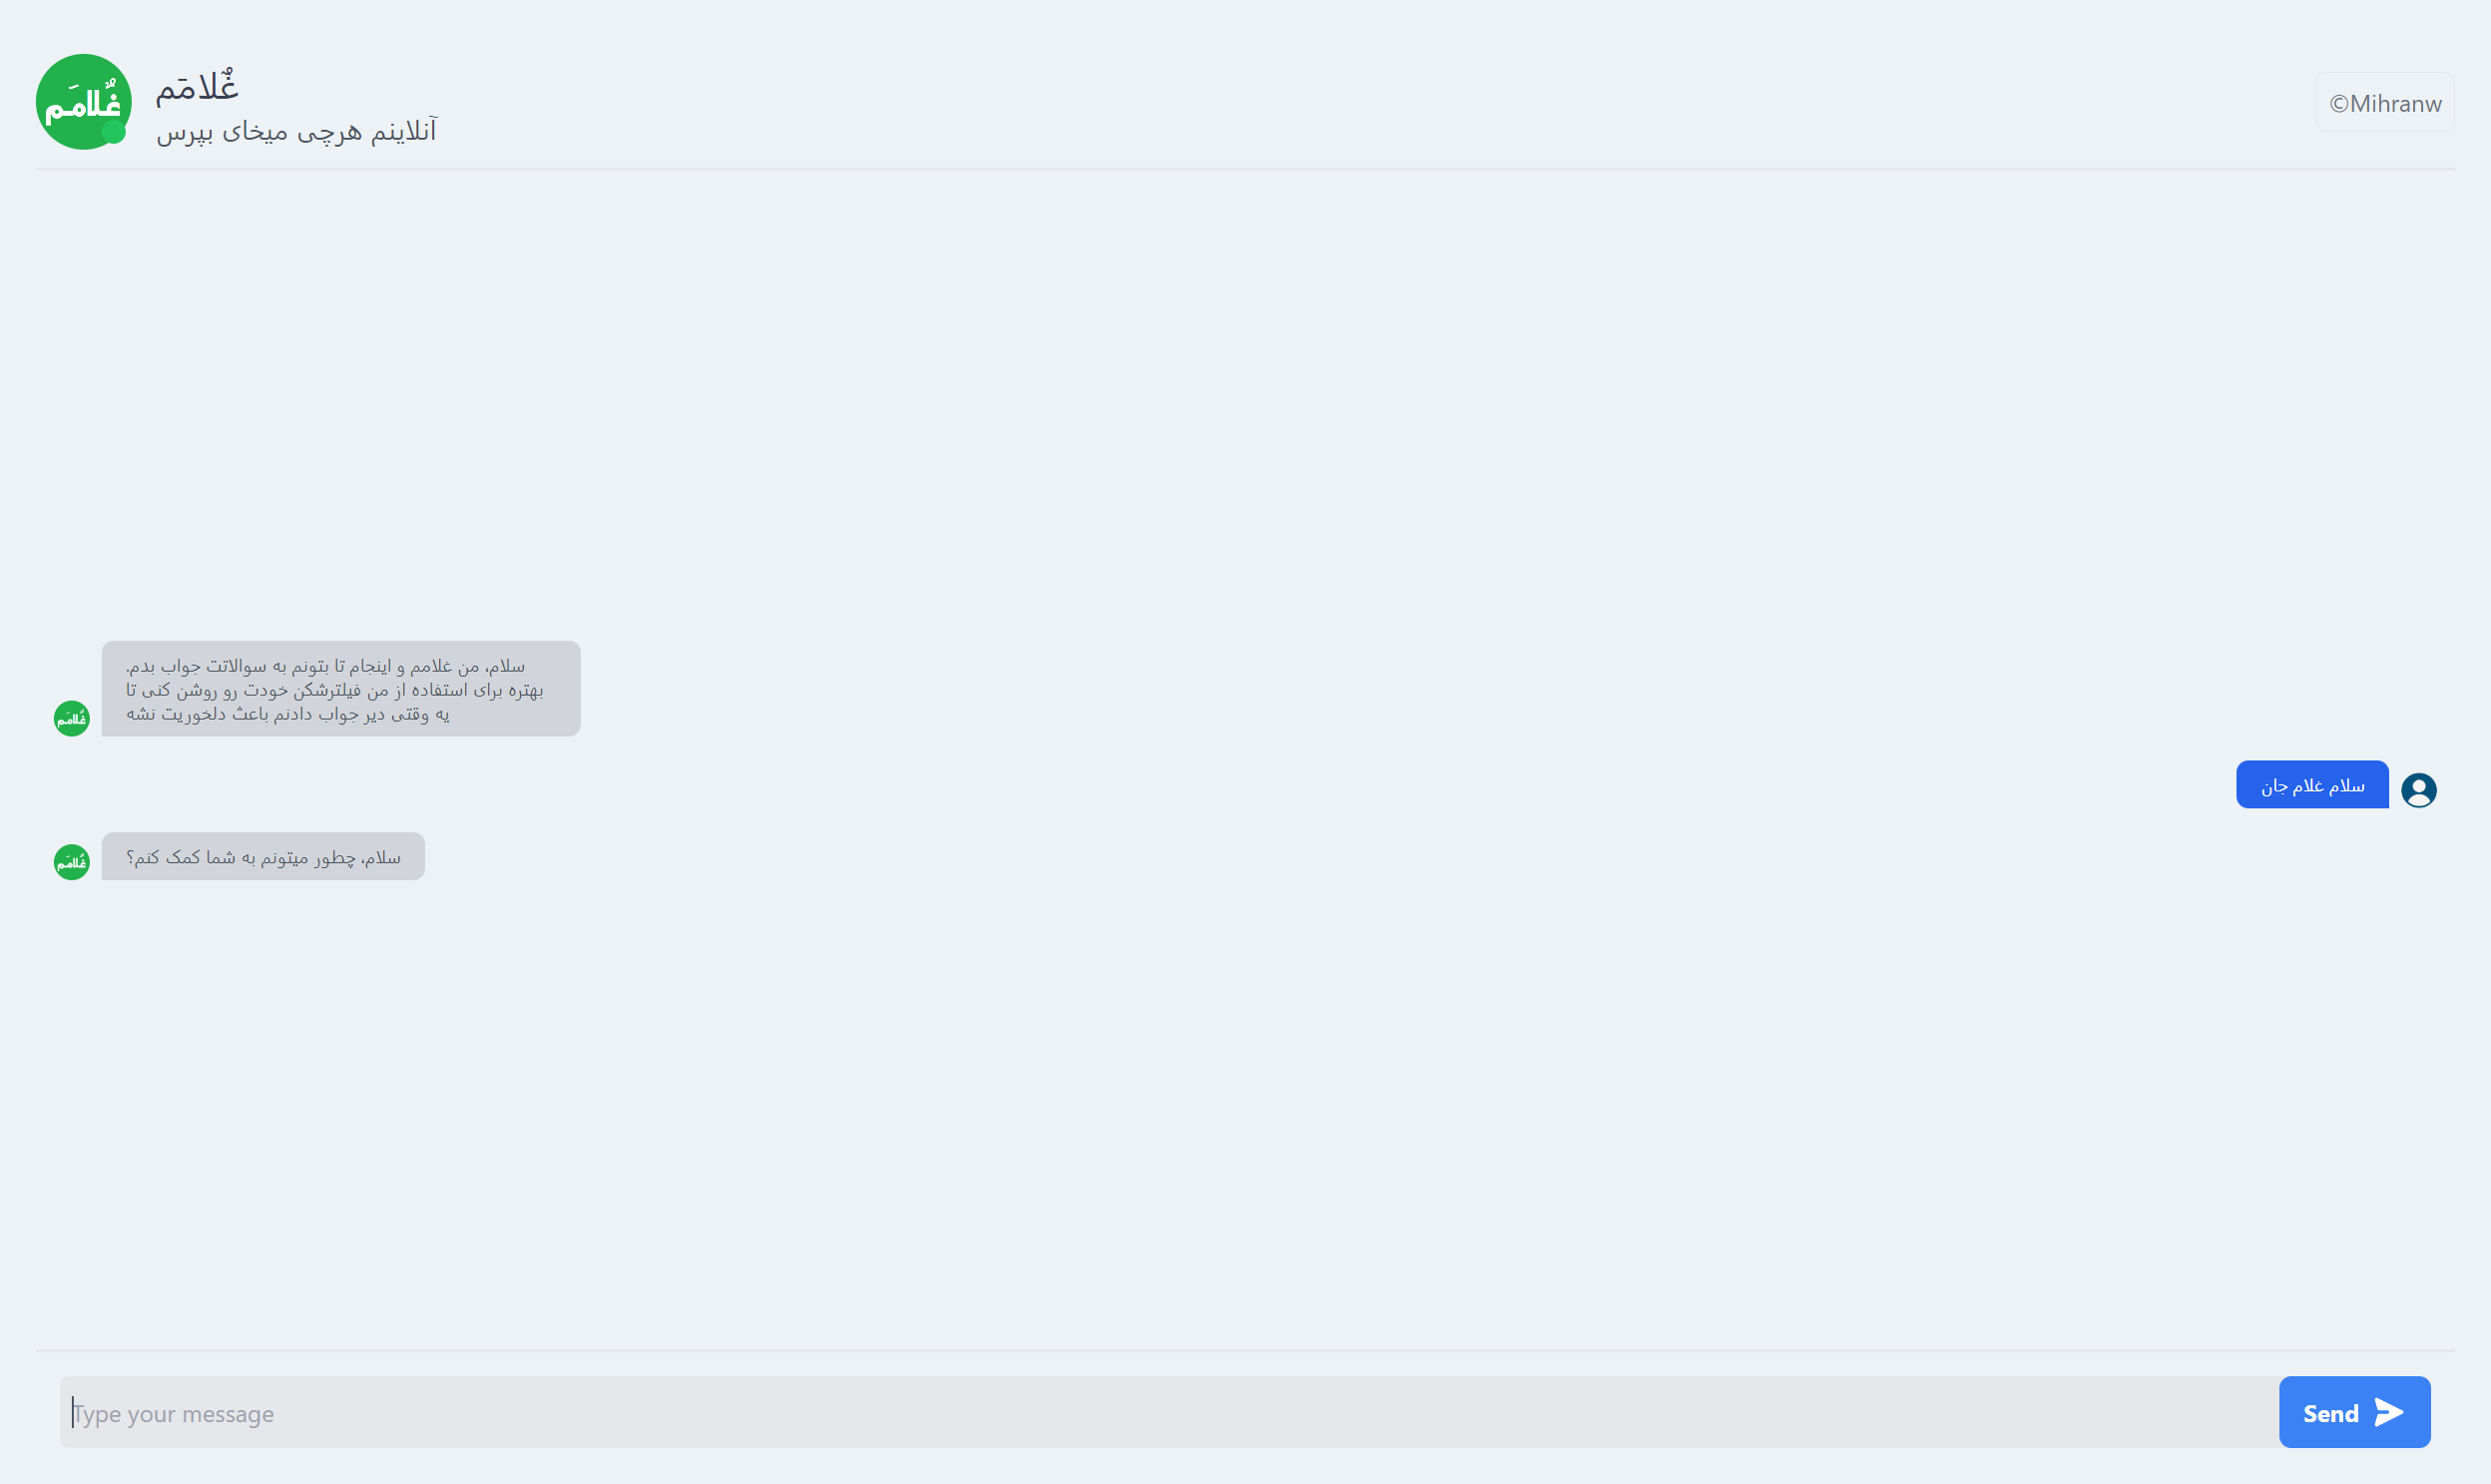 غُلامَم
غٌلامَم
آنلاینم هرچی میخای بپرس
©Mihranw
سلام، من غلامم و اینجام تا بتونم به سوالاتت جواب بدم.
بهتره برای استفاده از من فیلترشکن خودت رو روشن کنی تا
یه وقتی دیر جواب دادنم باعث دلخوریت نشه
غُلامَم
سلام غلام جان
سلام، چطور میتونم به شما کمک کنم؟
غُلامَم
Type your message
Send